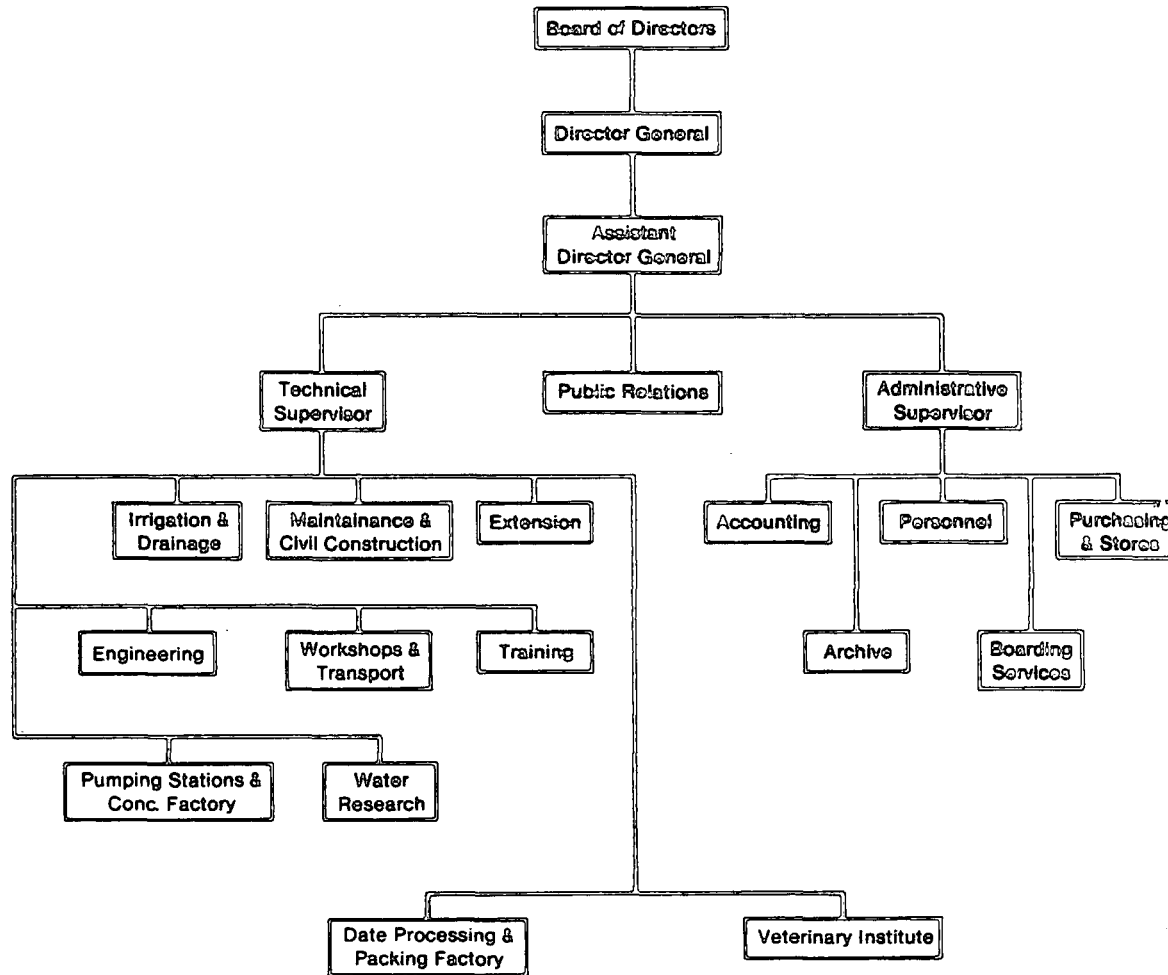 Board of Directors
Director General
Assistant
Director General
Technical
Supervisor
Public Relations
Administrative
Supervisor
Irrigation &
Drainage
Maintainance &
Civil Construction
Extension
Accounting
Personnel
Purchasing
& Stores
Engineering
Workshops &
Transport
Training
Archive
Boarding
Services
Pumping Stations &
Conc. Factory
Water
Research
Date Processing &
Packing Factory
Veterinary Institute